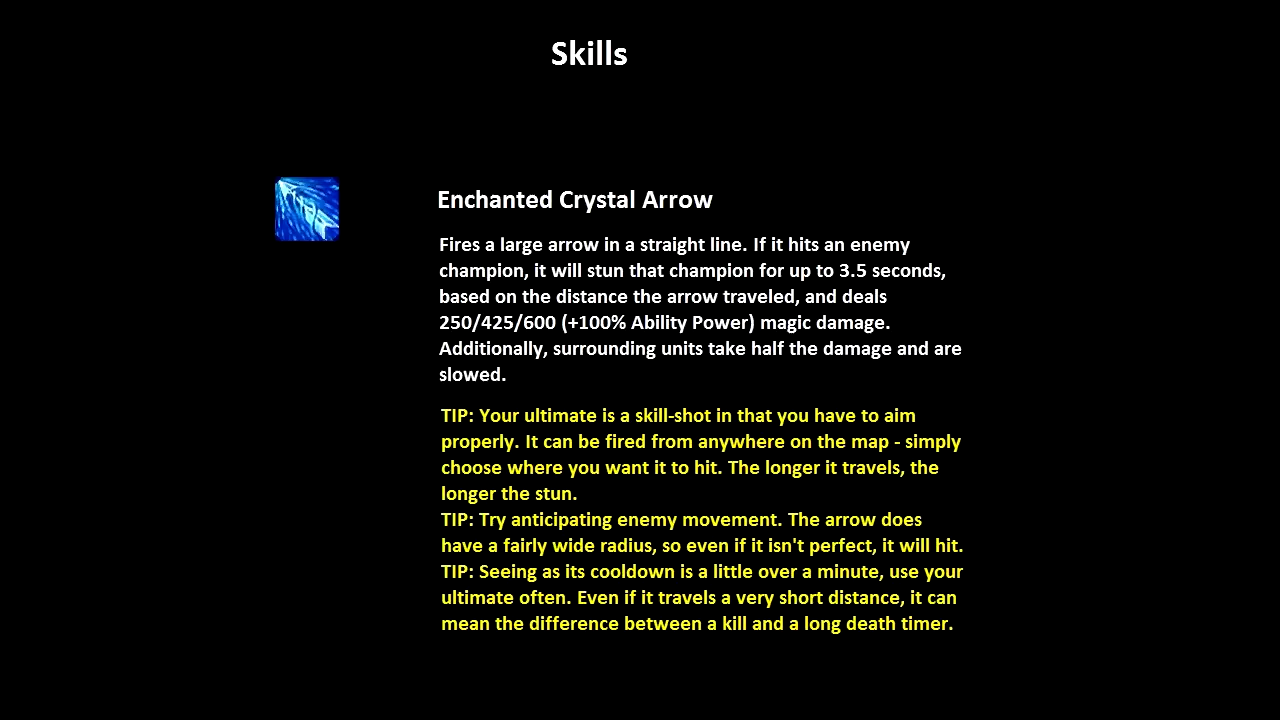 Skills
Enchanted Crystal Arrow
Fires a large arrow in a straight line. If it hits an enemy
champion, it will stun that champion for up to 3.5 seconds,
based on the distance the arrow traveled, and deals
250/425/600 (+100% Ability Power) magic damage.
Additionally, surrounding units take half the damage and are
slowed.
TIP: Your ultimate is a skill-shot in that you have to aim
properly. It can be fired from anywhere on the map - simply
choose where you want it to hit. The longer it travels, the
longer the stun.
TIP: Try anticipating enemy movement. The arrow does
have a fairly wide radius, so even if it isn't perfect, it will hit.
TIP: Seeing as its cooldown is a little over a minute, use your
ultimate often. Even if it travels a very short distance, it can
mean the difference between a kill and a long death timer.